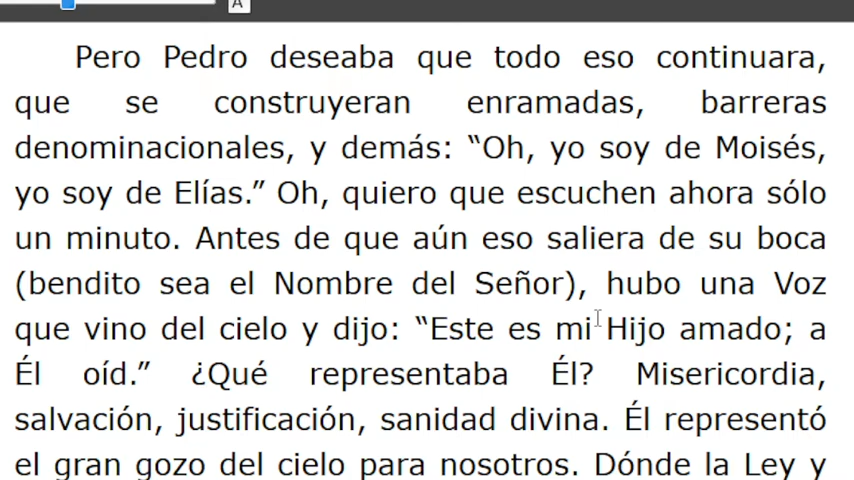 A
Pero Pedro deseaba que todo eso continuara,
que se construyeran enramadas, barreras
denominacionales, y demás: “Oh, yo soy de Moisés,
yo soy de Elías.” Oh, quiero que escuchen ahora sólo
un minuto. Antes de que aún eso saliera de su boca
(bendito sea el Nombre del Señor), hubo una Voz
que vino del cielo y dijo: “Este es mi Hijo amado; a
Él oíd.” ¿Qué representaba Él? Misericordia,
salvación, justificación, sanidad divina. Él representó
el gran gozo del cielo para nosotros. Dónde la Ley y